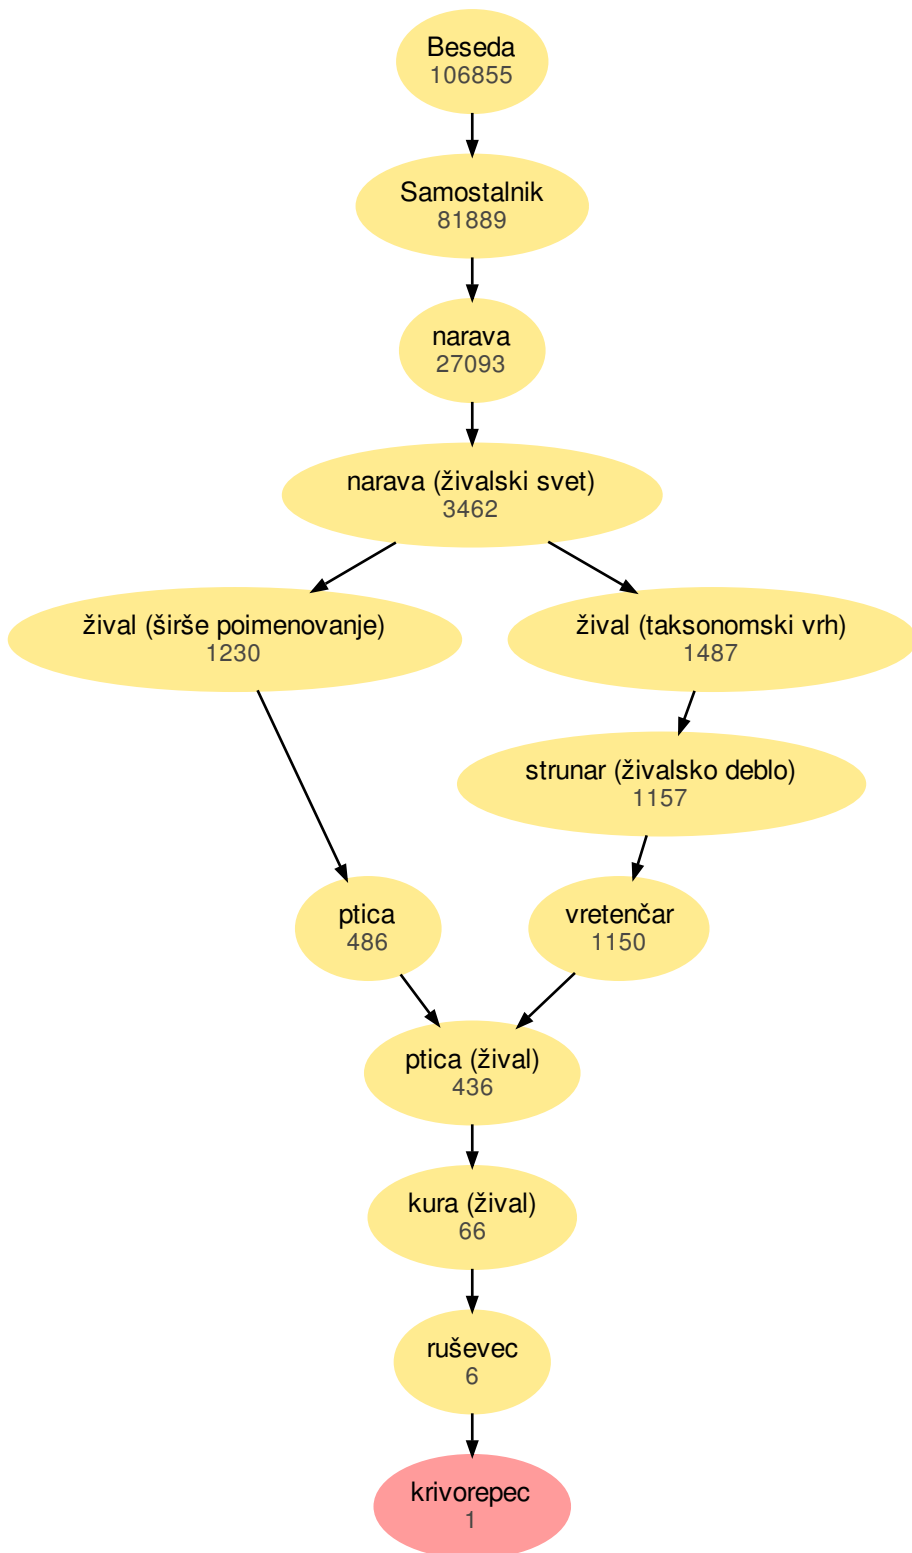 Beseda
106855
Samostalnik
81889
narava
27093
narava (živalski svet)
3462
žival (širše poimenovanje)
1230
žival (taksonomski vrh)
1487
strunar (živalsko deblo)
1157
ptica
486
vretenčar
1150
ptica (žival)
436
kura (žival)
66
ruševec
6
krivorepec
1